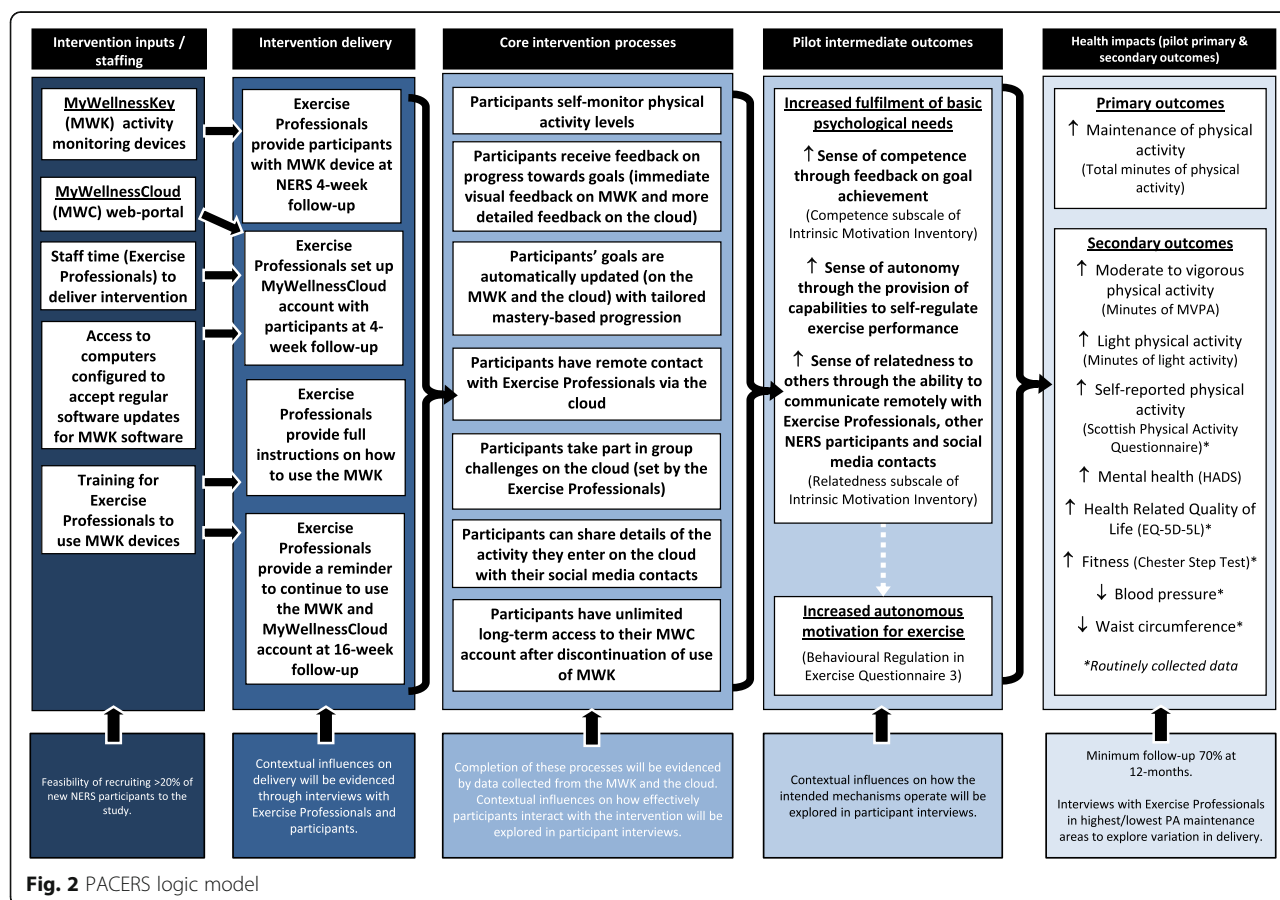 Intervention inputs /
staffing
MyWellnessKey
(MWK) activity
monitoring devices
MyWellnessCloud
(MWC) web-portal
Staff time (Exercise
Professionals) to
deliver intervention
Access to
computers
configured to
accept regular
software updates
for MWK software
Training for
Exercise
Professionals to
use MWK devices
Feasibility of recruiting >20% of
new NERS participants to the
study.
Intervention delivery
Exercise
Professionals
provide participants
with MWK device at
NERS 4-week
follow-up
Exercise
Professionals set up
MyWellnessCloud
account with
participants at 4-
week follow-up
Exercise
Professionals
provide full
instructions on how
to use the MWK
Exercise
Professionals
provide a reminder
to continue to use
the MWK and
MyWellnessCloud
account at 16-week
follow-up
Contextual influences on
delivery will be evidenced
through interviews with
Exercise Professionals and
participants.
Core intervention processes
Participants self-monitor physical
activity levels
Participants receive feedback on
progress towards goals (immediate
visual feedback on MWK and more
detailed feedback on the cloud)
Participants' goals are
automatically updated (on the
MWK and the cloud) with tailored
mastery-based progression
Participants have remote contact
with Exercise Professionals via the
cloud
Participants take part in group
challenges on the cloud (set by the
Exercise Professionals)
Participants can share details of the
activity they enter on the cloud
with their social media contacts
Participants have unlimited
long-term access to their MWC
account after discontinuation of use
of MWK
Completion of these processes will be evidenced
by data collected from the MWK and the cloud.
Contextual influences on how effectively
participants interact with the intervention will be
explored in participant interviews.
Pilot intermediate outcomes
Increased fulfilment of basic
psychological needs
↑ Sense of competence
through feedback on goal
achievement
(Competence subscale of
Intrinsic Motivation Inventory)
↑ Sense of autonomy
through the provision of
capabilities to self-regulate
exercise performance
↑ Sense of relatedness to
others through the ability to
communicate remotely with
Exercise Professionals, other
NERS participants and social
media contacts
(Relatedness subscale of
Intrinsic Motivation Inventory)
Increased autonomous
motivation for exercise
(Behavioural Regulation in
Exercise Questionnaire 3)
Contextual influences on how the
intended mechanisms operate will be
explored in participant interviews.
Health impacts (pilot primary &
secondary outcomes)
Primary outcomes
↑ Maintenance of physical
activity
(Total minutes of physical
activity)
Secondary outcomes
↑ Moderate to vigorous
physical activity
(Minutes of MVPA)
↑ Light physical activity
(Minutes of light activity)
↑ Self-reported physical
activity
(Scottish Physical Activity
Questionnaire)*
↑ Mental health (HADS)
↑ Health Related Quality of
Life (EQ-5D-5L)*
↑ Fitness (Chester Step Test)*
↓ Blood pressure*
↓ Waist circumference*
*Routinely collected data
Minimum follow-up 70% at
12-months.
Interviews with Exercise Professionals
in highest/lowest PA maintenance
areas to explore variation in delivery.
Fig. 2 PACERS logic model